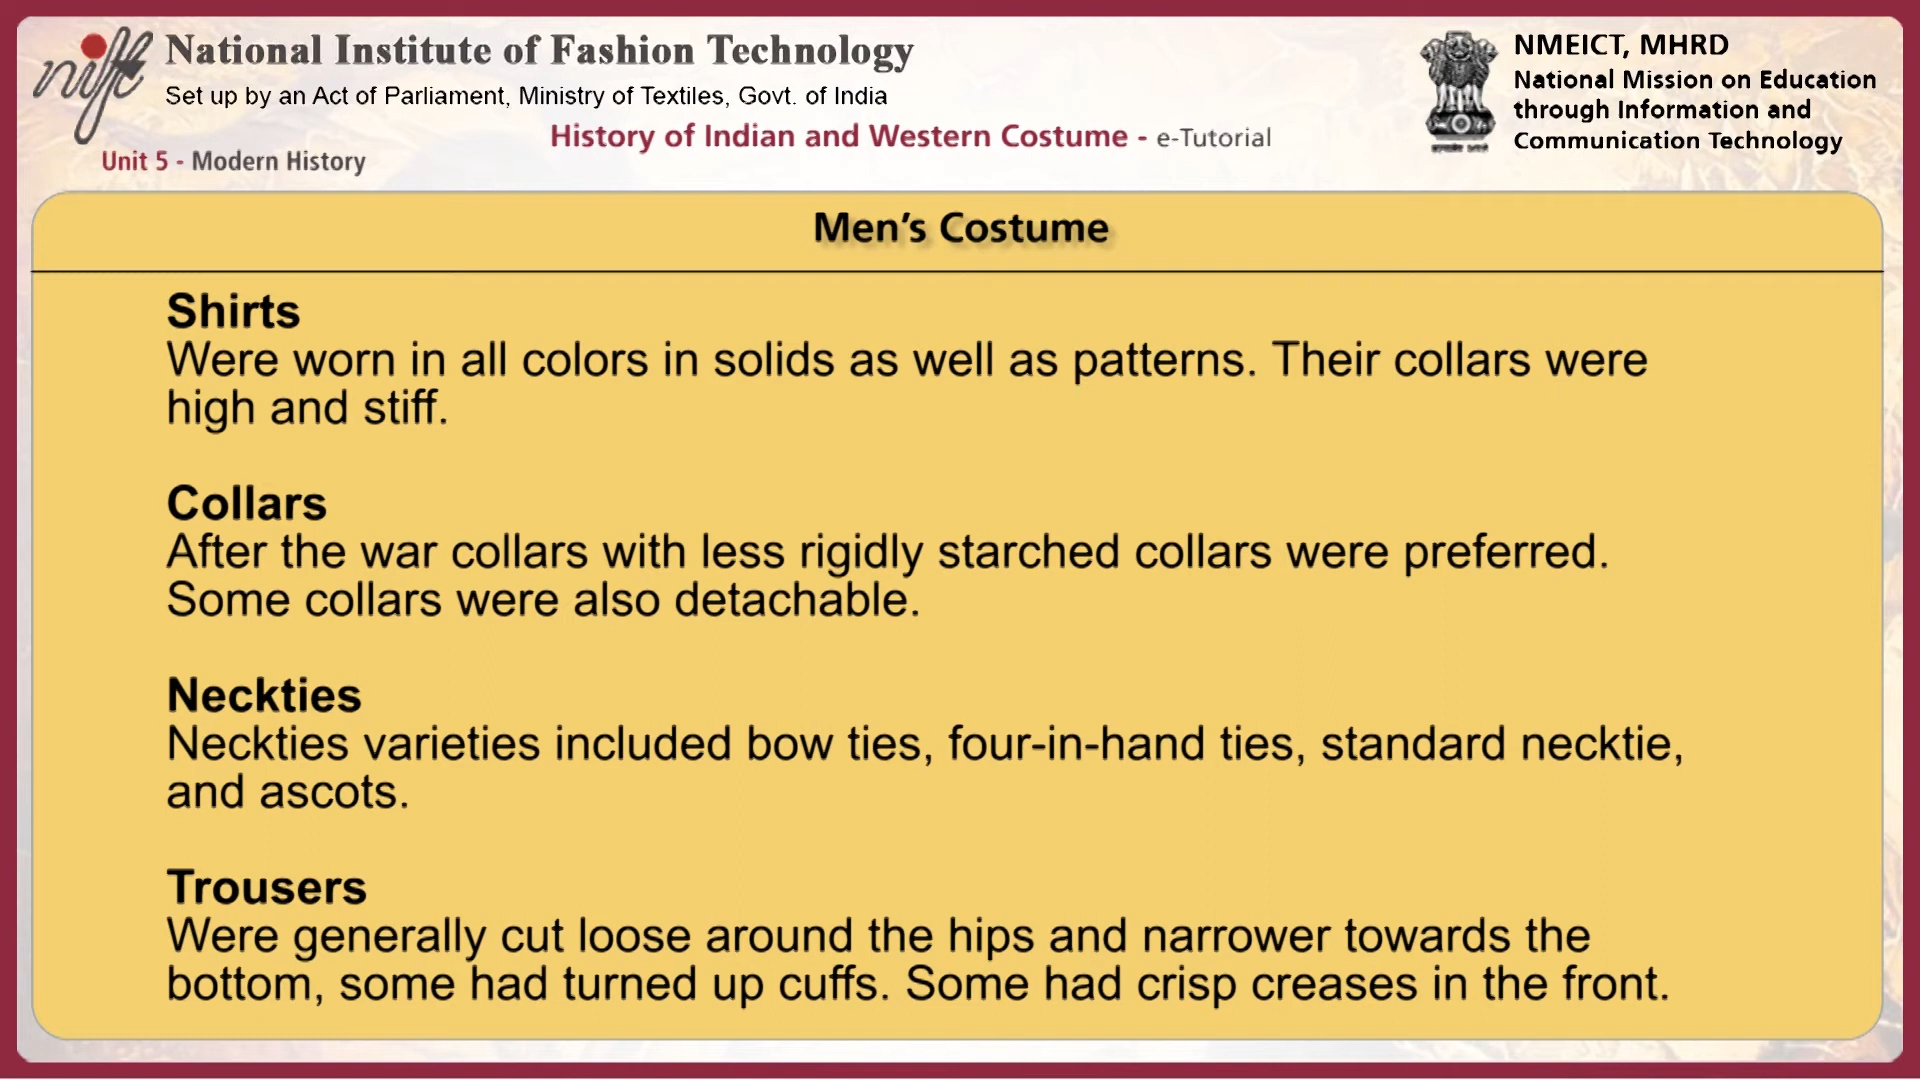 nift
National Institute of Fashion Technology
Set up by an Act of Parliament, Ministry of Textiles, Govt. of India
History of Indian and Western Costume - e-Tutorial
Unit 5 - Modern History
NMEICT, MHRD
National Mission on Education
through Information and
Communication Technology
Men's Costume
Shirts
Were worn in all colors in solids as well as patterns. Their collars were
high and stiff.
Collars
After the war collars with less rigidly starched collars were preferred.
Some collars were also detachable.
Neckties
Neckties varieties included bow ties, four-in-hand ties, standard necktie,
and ascots.
Trousers
Were generally cut loose around the hips and narrower towards the
bottom, some had turned up cuffs. Some had crisp creases in the front.